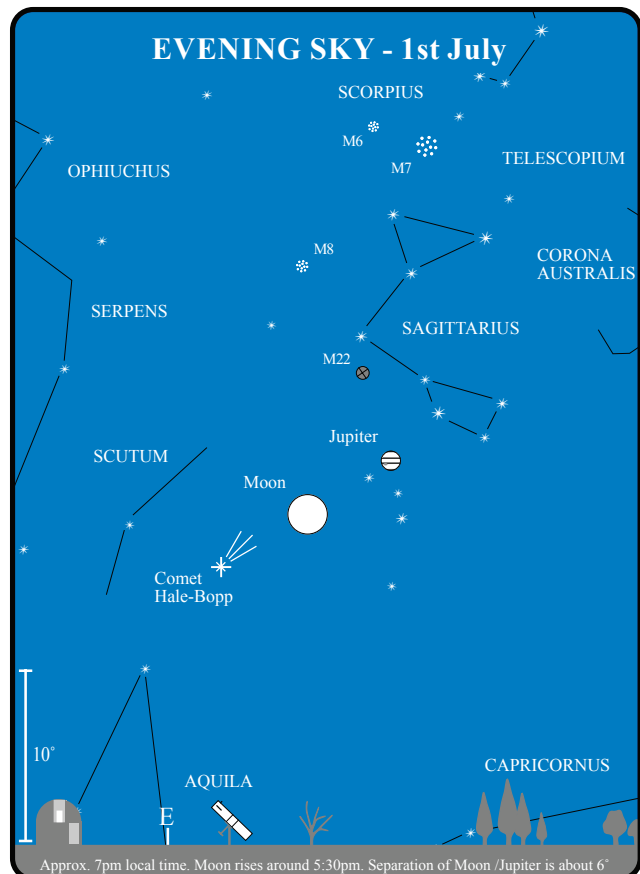 EVENING SKY - 1st July
SCORPIUS
M6
M7
TELESCOPIUM
OPHIUCHUS
M8
CORONA
AUSTRALIS
SERPENS
SAGITTARIUS
M22
Jupiter
SCUTUM
Moon
Comet
Hale-Bopp
10°
CAPRICORNUS
AQUILA
E
Approx. 7pm local time. Moon rises around 5:30pm. Separation of Moon /Jupiter is about 6°